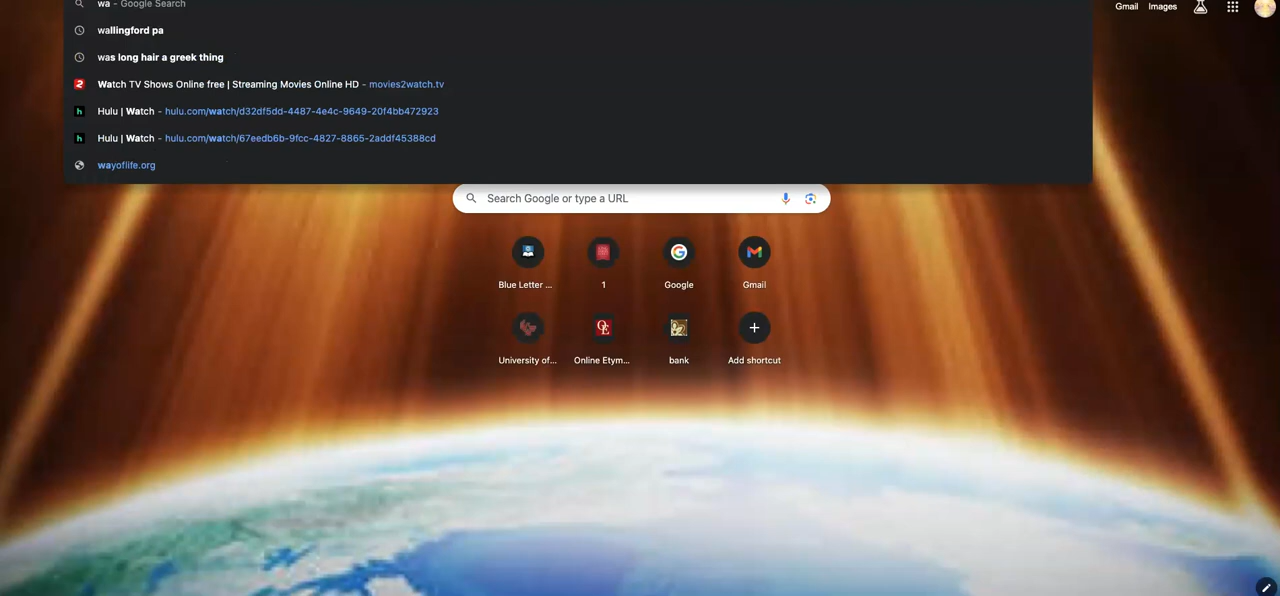 wa - Google Search
Gmail Images
wallingford pa
was long hair a greek thing
Watch TV Shows Online free | Streaming Movies Online HD - movies2watch.tv
Hulu | Watch - hulu.com/watch/d32df5dd-4487-4e4c-9649-20f4bb472923
Hulu | Watch - hulu.com/watch/67eedb6b-9fcc-4827-8865-2addf45388cd
wayoflife.org
Search Google or type a URL
Blue Letter ... 1 Google Gmail
University of... Online Etym... bank Add shortcut